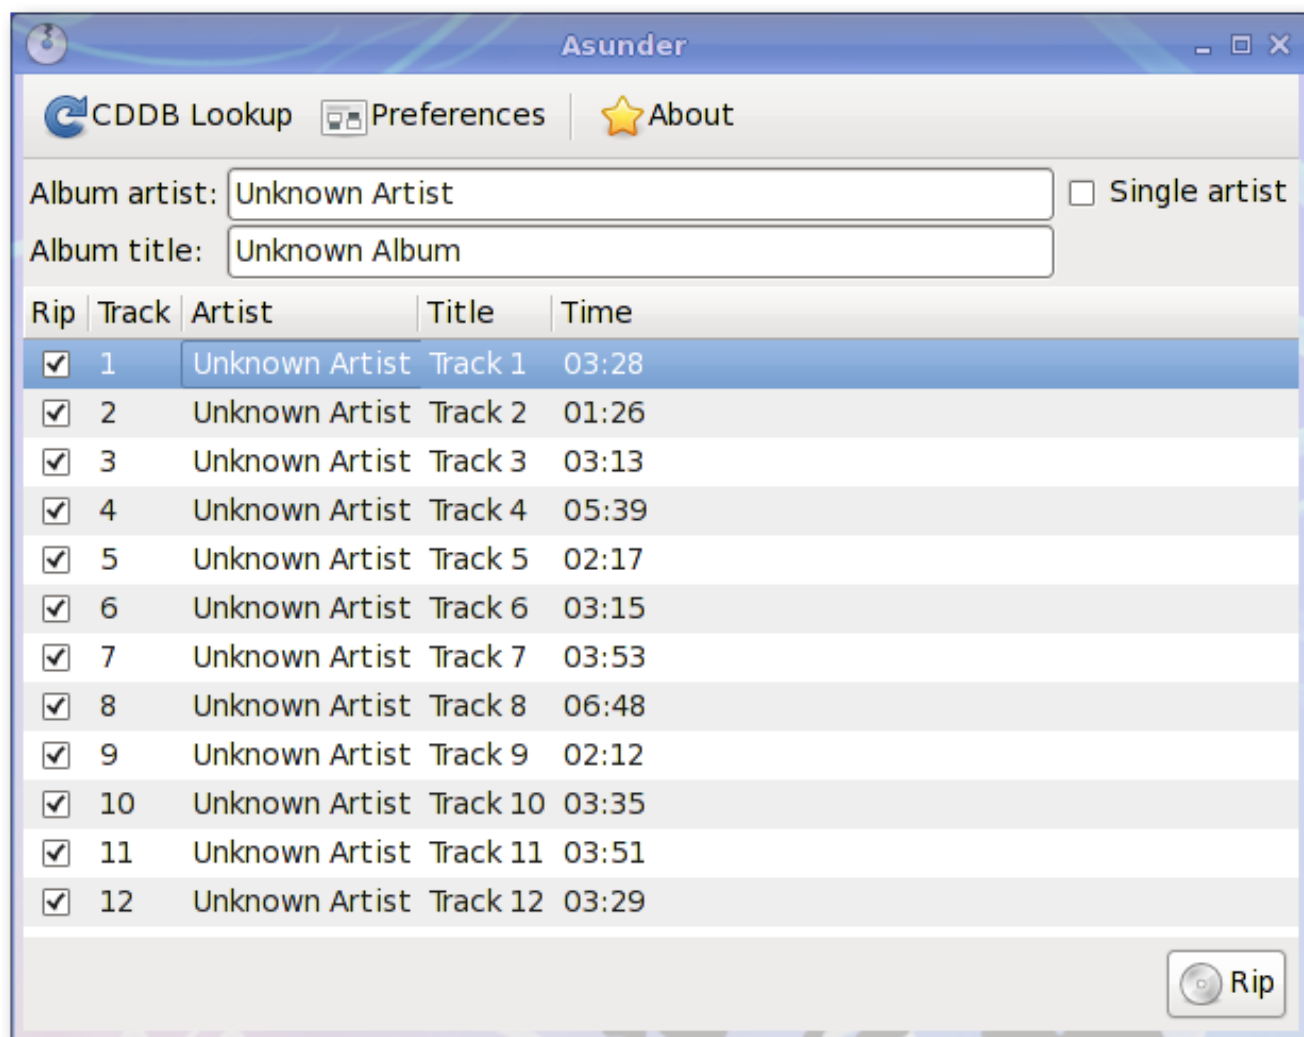 Asunder
CDDB Lookup Preferences About
Album artist: Unknown Artist Single artist
Album title: Unknown Album
Rip Track Artist Title Time
1 Unknown Artist Track 1 03:28
2 Unknown Artist Track 2 01:26
3 Unknown Artist Track 3 03:13
4 Unknown Artist Track 4 05:39
5 Unknown Artist Track 5 02:17
6 Unknown Artist Track 6 03:15
7 Unknown Artist Track 7 03:53
8 Unknown Artist Track 8 06:48
9 Unknown Artist Track 9 02:12
10 Unknown Artist Track 10 03:35
11 Unknown Artist Track 11 03:51
12 Unknown Artist Track 12 03:29
Rip